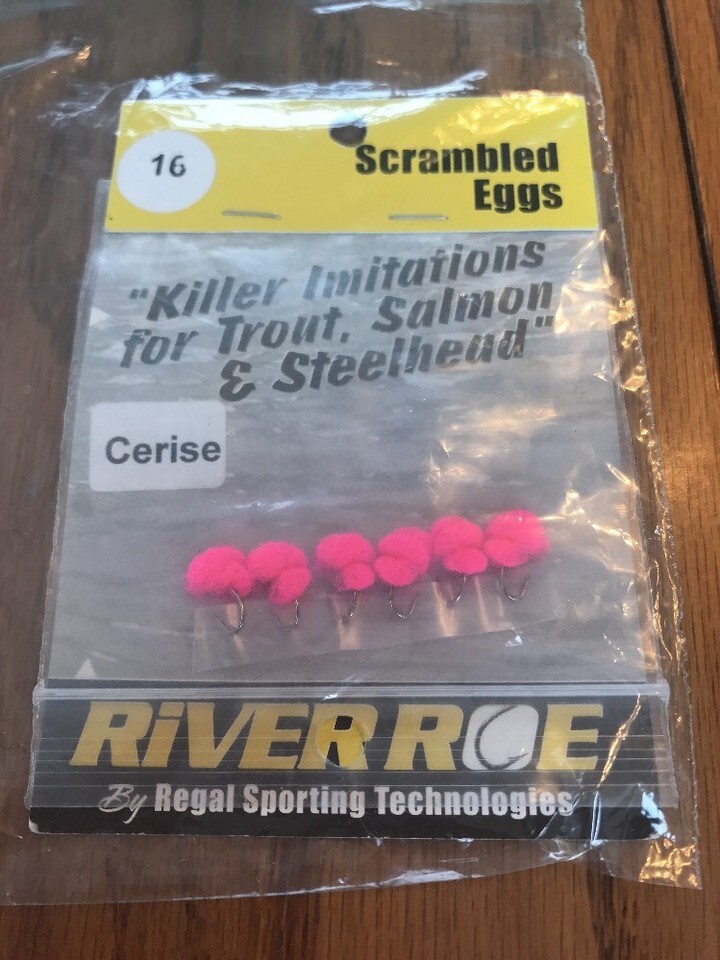 16
Scrambled
Eggs
"Killer Imitations
for Trout, Salmon
& Steelhead"
Cerise
RiVER ROE
By Regal Sporting Technologies